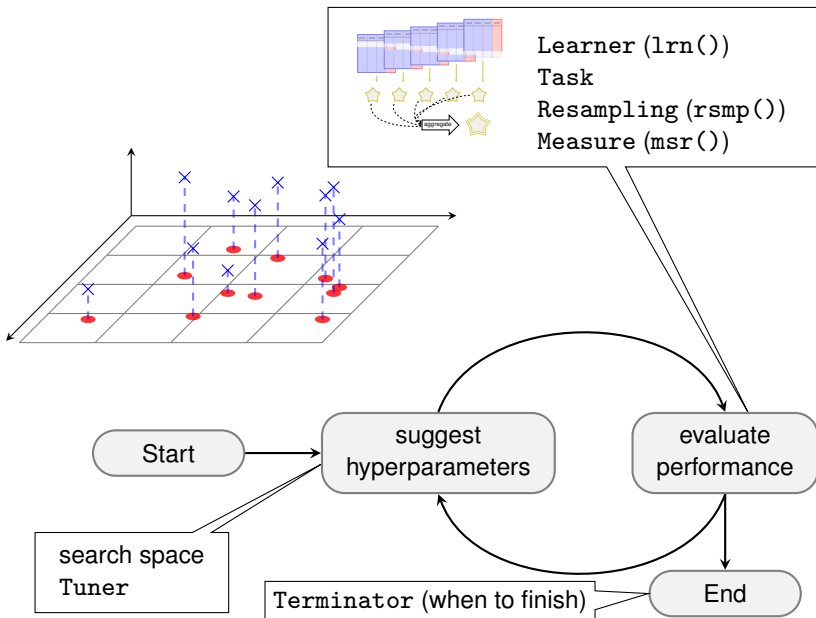 Learner (lrn())
Task
Resampling (rsmp())
Measure (msr())
aggregate
Start
suggest
hyperparameters
evaluate
performance
search space
Tuner
Terminator (when to finish)
End